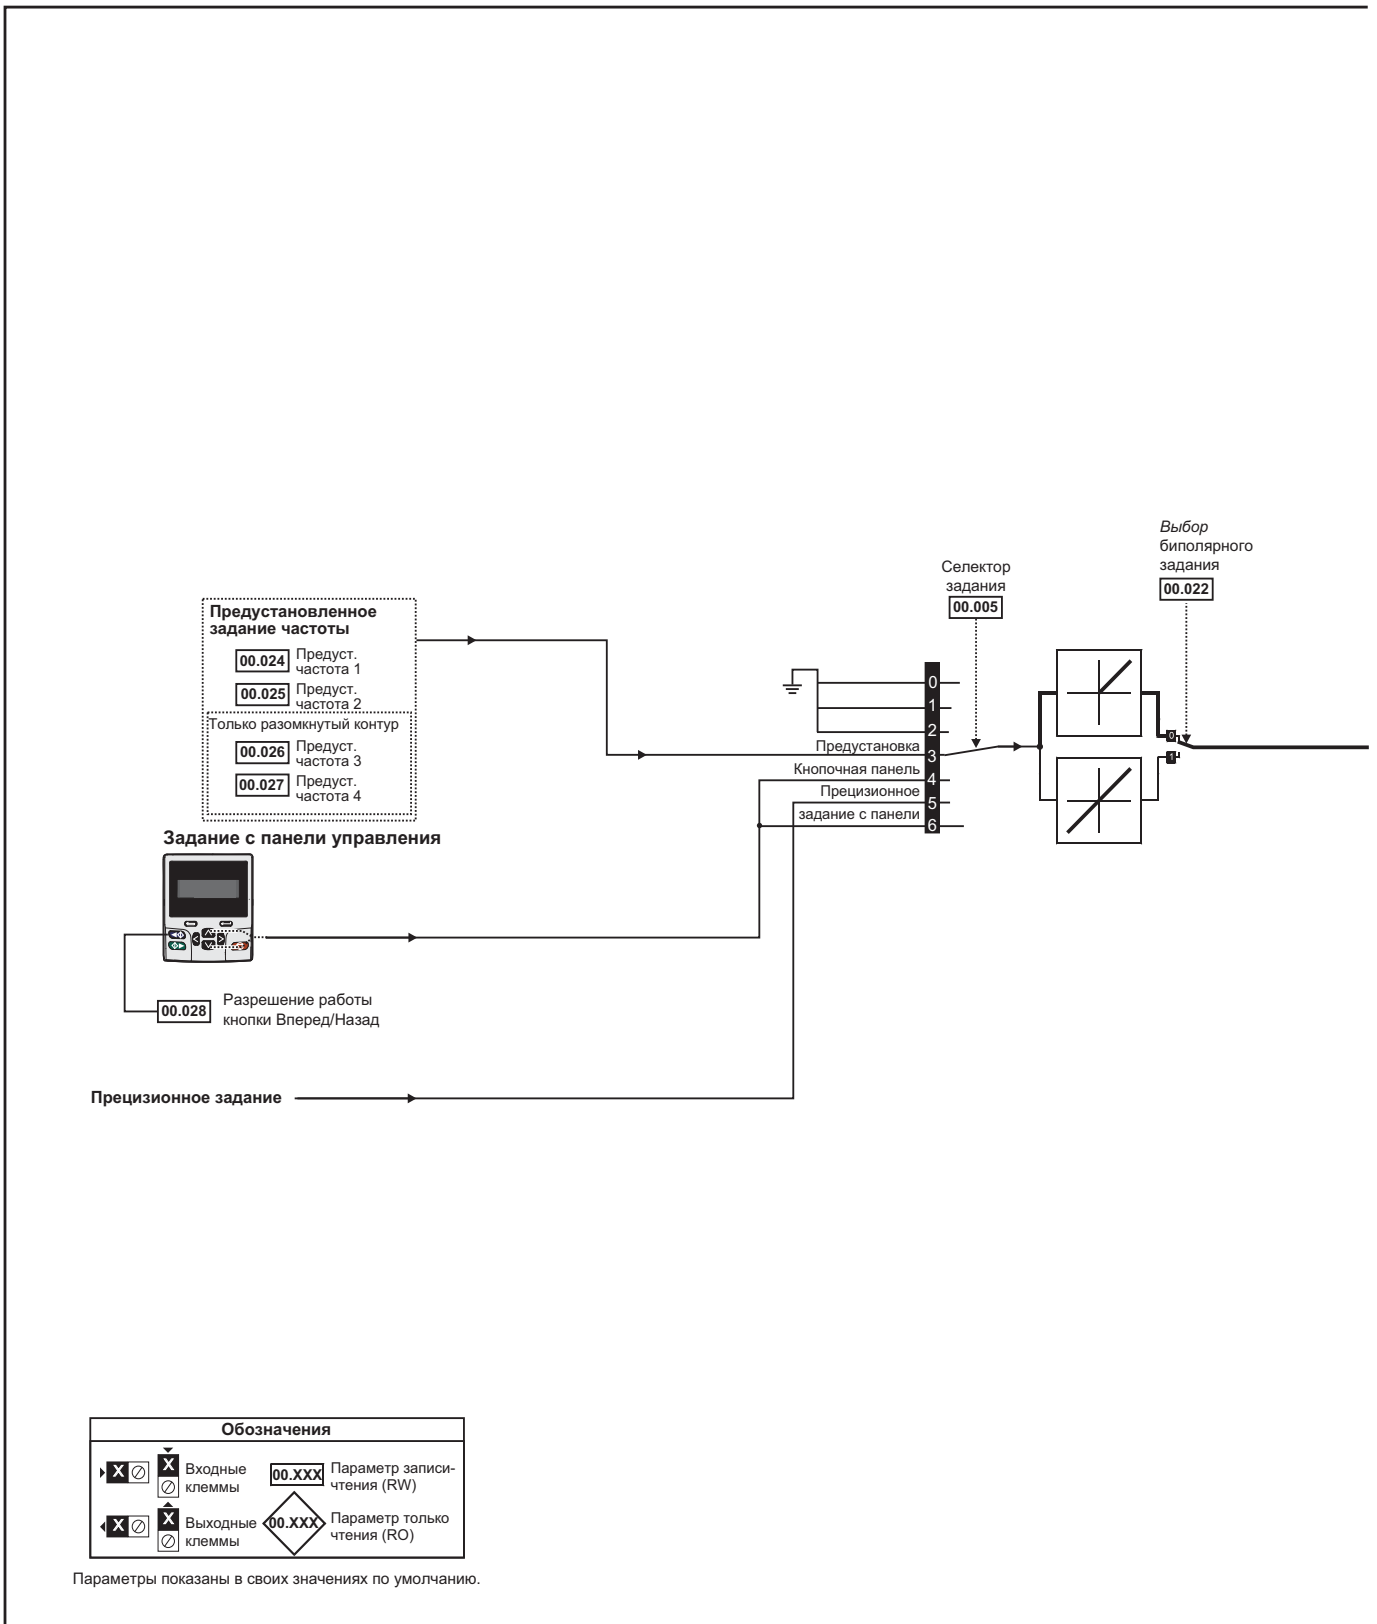 Выбор
биполярного
задания
00.022
Селектор
задания
00.005
Предустановленное
задание частоты
00.024 Предуст.
частота 1
00.025 Предуст.
частота 2
Только разомкнутый контур
00.026 Предуст.
частота 3
00.027 Предуст.
частота 4
0
1
2
Предустановка 3
Кнопочная панель 4
Прецизионное 5
задание с панели 6
0
1
Задание с панели управления
00.028 Разрешение работы
кнопки Вперед/Назад
Прецизионное задание
Обозначения
X X Входные
клеммы
00.XXX Параметр записи-
чтения (RW)
X X Выходные
клеммы
00.XXX Параметр только
чтения (RO)
Параметры показаны в своих значениях по умолчанию.